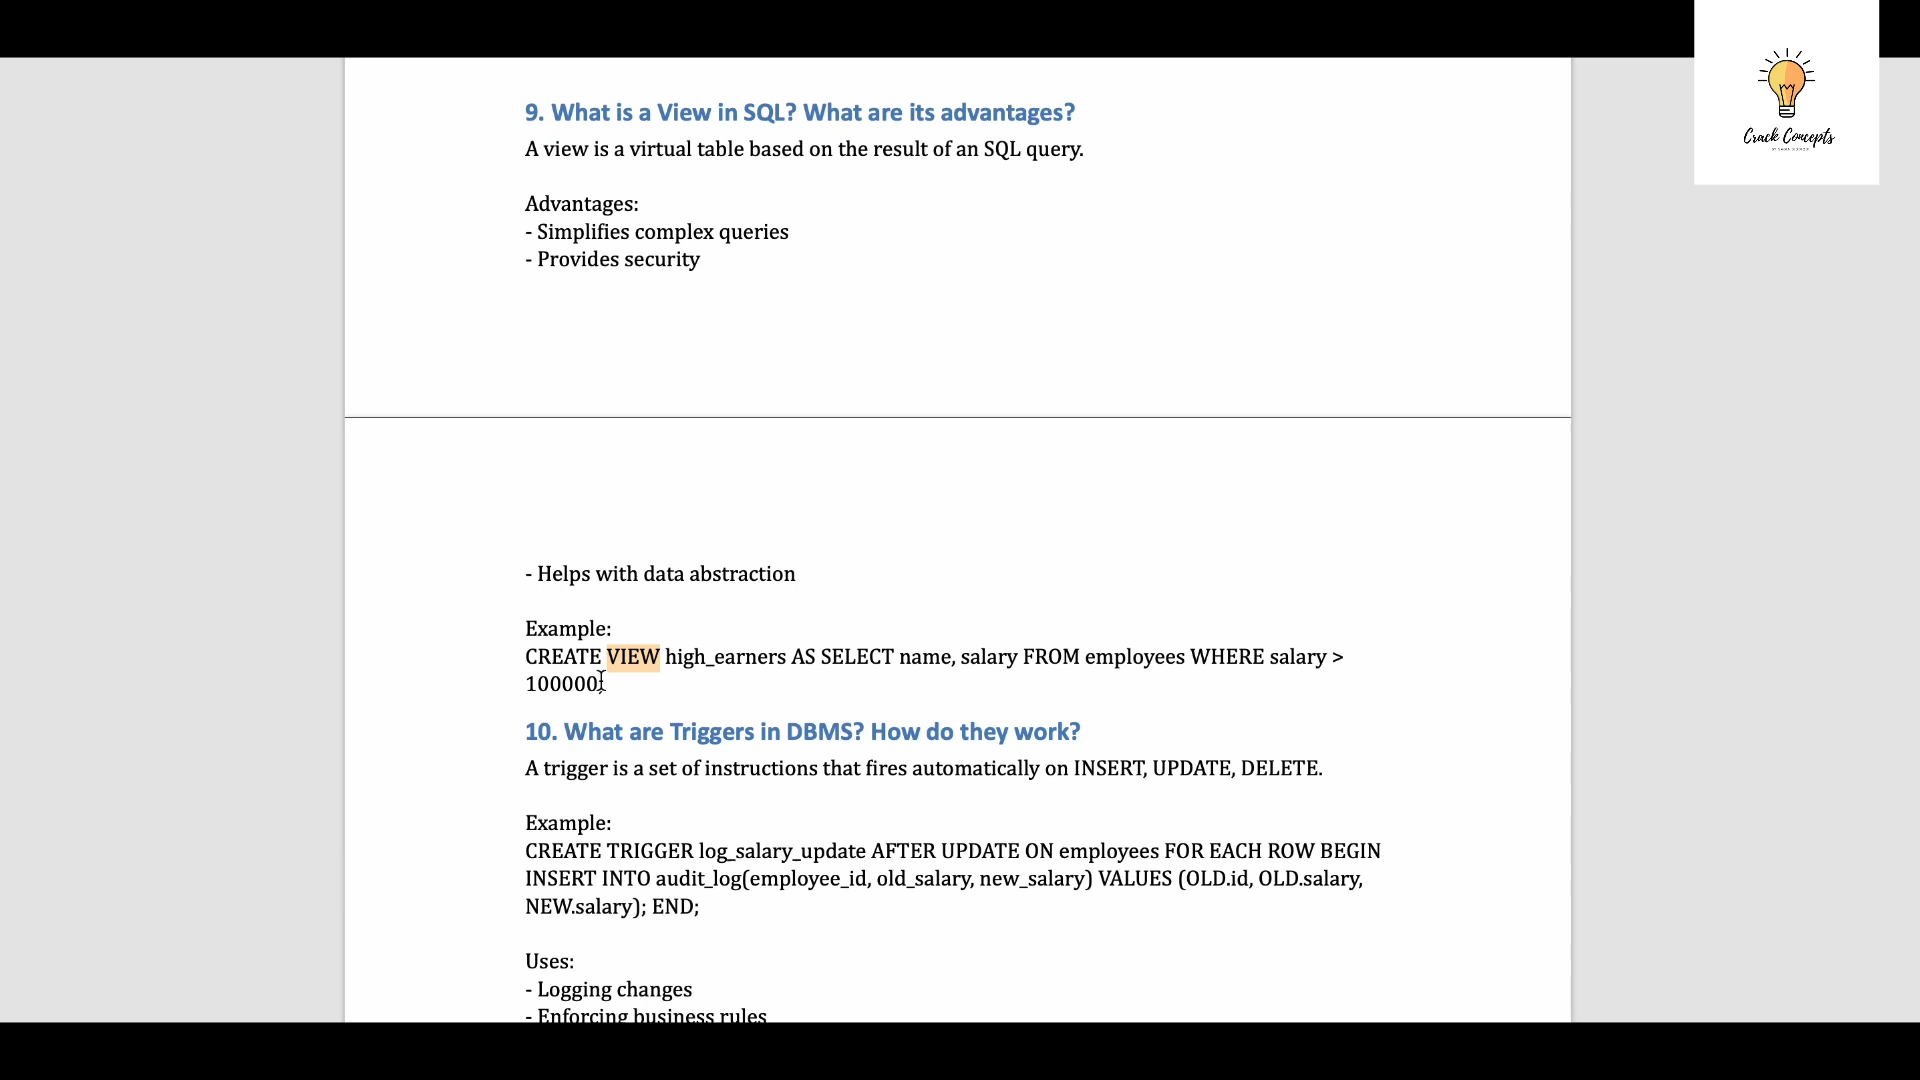 Crack Concepts
9. What is a View in SQL? What are its advantages?
A view is a virtual table based on the result of an SQL query.
Advantages:
- Simplifies complex queries
- Provides security
- Helps with data abstraction
Example:
CREATE VIEW high_earners AS SELECT name, salary FROM employees WHERE salary >
100000;
10. What are Triggers in DBMS? How do they work?
A trigger is a set of instructions that fires automatically on INSERT, UPDATE, DELETE.
Example:
CREATE TRIGGER log_salary_update AFTER UPDATE ON employees FOR EACH ROW BEGIN
INSERT INTO audit_log(employee_id, old_salary, new_salary) VALUES (OLD.id, OLD.salary,
NEW.salary); END;
Uses:
- Logging changes
- Enforcing business rules